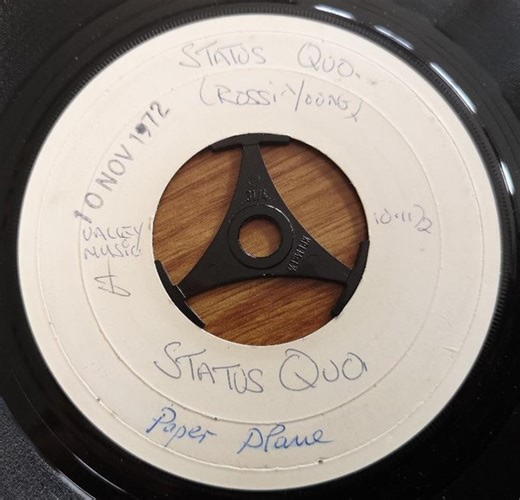 STATUS QUO.
(ROSSI-YOUNG)
10 NOV 1972
VALLEY
MUSIC
10.11.72
STATUS QUO
Paper Plane